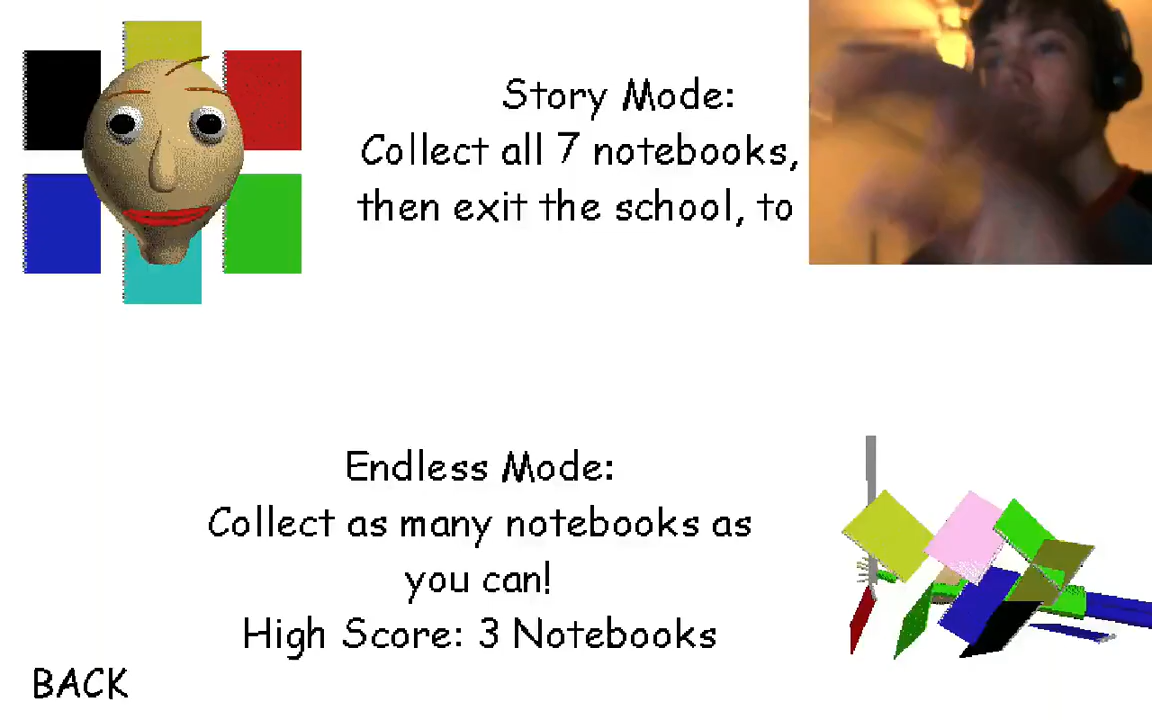 Story Mode:
Collect all 7 notebooks,
then exit the school, to
Endless Mode:
Collect as many notebooks as
you can!
High Score: 3 Notebooks
BACK